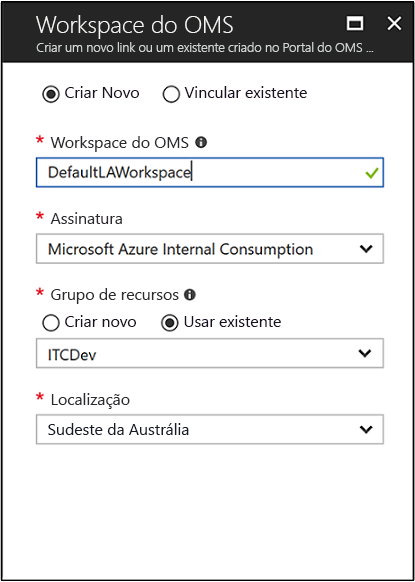 Workspace do OMS
Criar um novo link ou um existente criado no Portal do OMS ...
Criar Novo Vincular existente
* Workspace do OMS
DefaultLAWorkspace
* Assinatura
Microsoft Azure Internal Consumption
* Grupo de recursos
Criar novo Usar existente
ITCDev
* Localização
Sudeste da Austrália